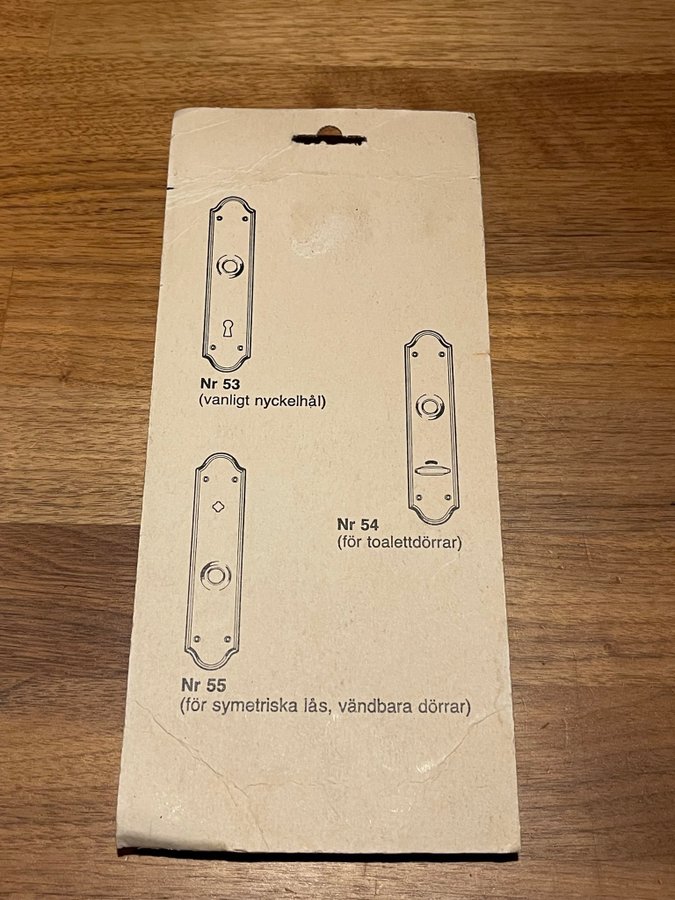 Nr 53
(vanligt nyckelhål)
Nr 54
(för toalettdörrar)
Nr 55
(för symetriska lås, vändbara dörrar)